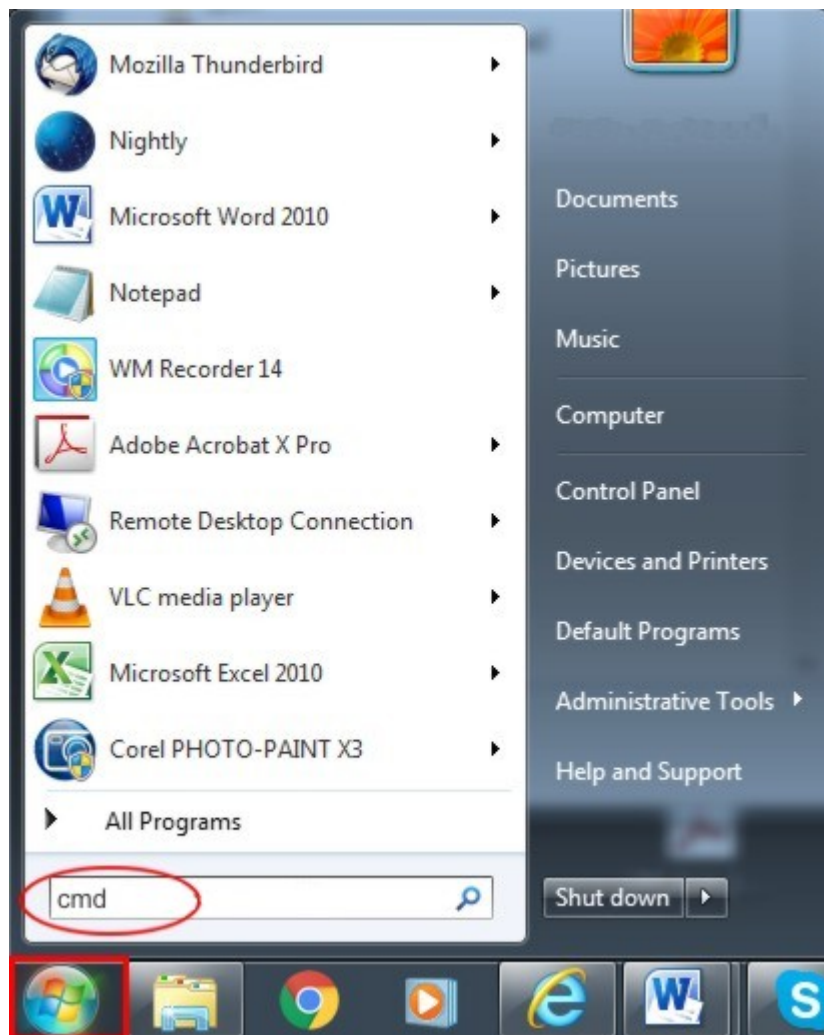 Mozilla Thunderbird
Nightly
Microsoft Word 2010
Notepad
WM Recorder 14
Adobe Acrobat X Pro
Remote Desktop Connection
VLC media player
Microsoft Excel 2010
Corel PHOTO-PAINT X3
All Programs
cmd
Documents
Pictures
Music
Computer
Control Panel
Devices and Printers
Default Programs
Administrative Tools
Help and Support
Shut down